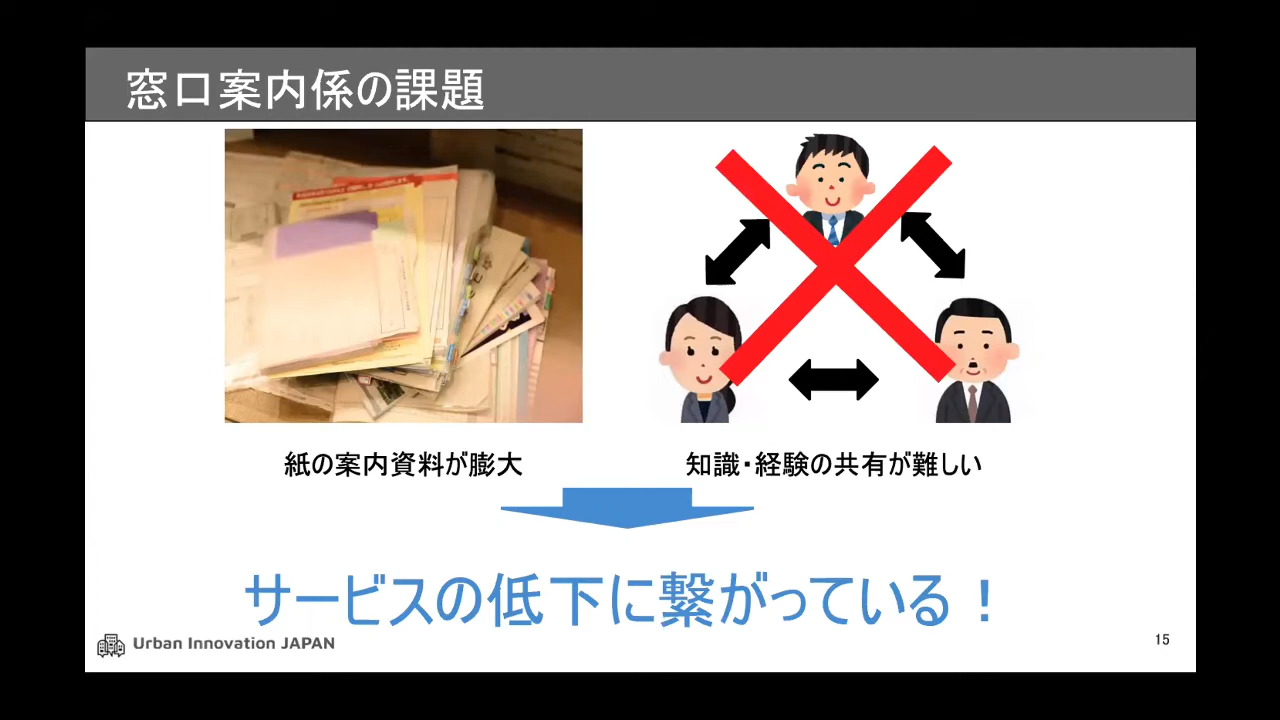 窓口案内係の課題
紙の案内資料が膨大
知識・経験の共有が難しい
サービスの低下に繋がっている！
Urban Innovation JAPAN
15